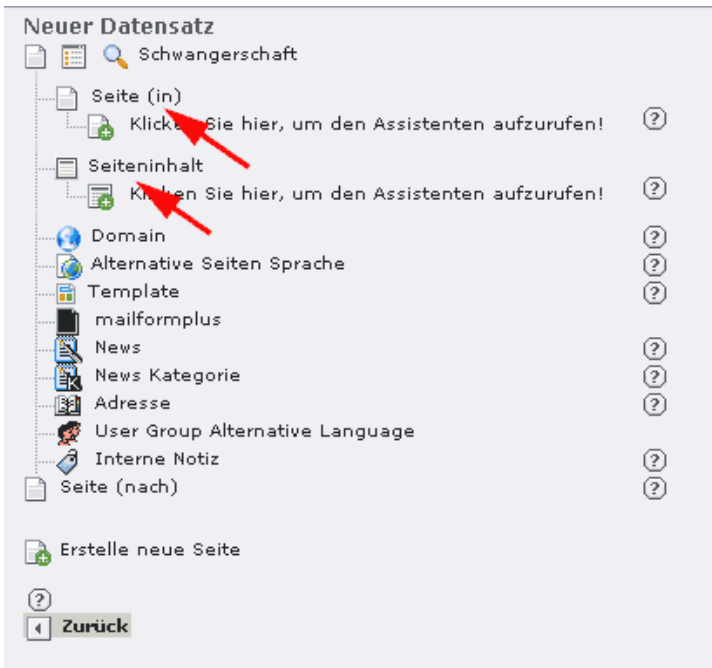 Neuer Datensatz
Schwangerschaft
Seite (in)
Klicken Sie hier, um den Assistenten aufzurufen!
Seiteninhalt
Klicken Sie hier, um den Assistenten aufzurufen!
Domain
Alternative Seiten Sprache
Template
mailformplus
News
News Kategorie
Adresse
User Group Alternative Language
Interne Notiz
Seite (nach)
Erstelle neue Seite
Zurück